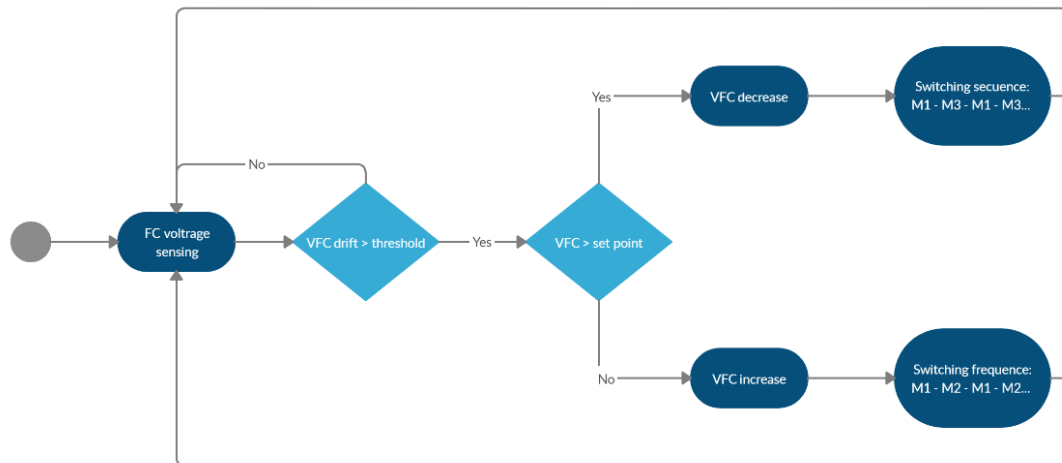 FC voltrage
sensing
No
VFC drift > threshold
Yes
VFC > set point
Yes
VFC decrease
Switching secuence:
M1 - M3 - M1 - M3...
No
VFC increase
Switching frequence:
M1 - M2 - M1 - M2...